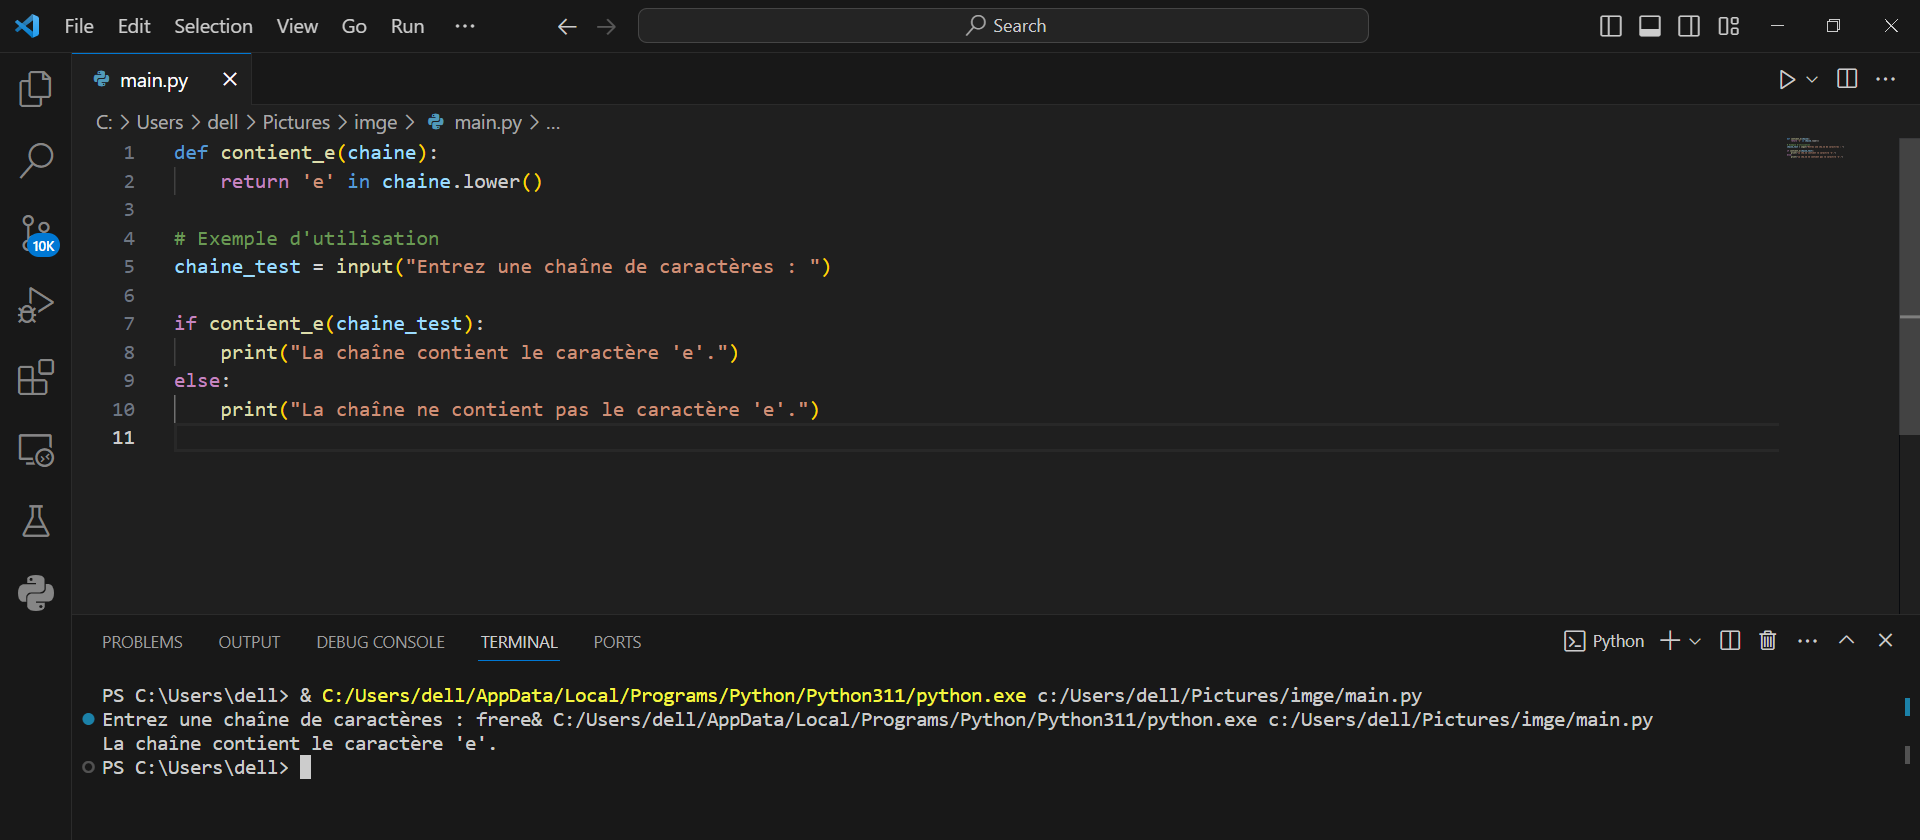 File Edit Selection View Go Run ... Search
main.py
C: > Users > dell > Pictures > imge > main.py > ...
1 def contient_e(chaine):
2     return 'e' in chaine.lower()
3
4 # Exemple d'utilisation
5 chaine_test = input("Entrez une chaîne de caractères : ")
6
7 if contient_e(chaine_test):
8     print("La chaîne contient le caractère 'e'.")
9 else:
10     print("La chaîne ne contient pas le caractère 'e'.")
11
10K
PROBLEMS OUTPUT DEBUG CONSOLE TERMINAL PORTS Python
PS C:\Users\dell> & C:/Users/dell/AppData/Local/Programs/Python/Python311/python.exe c:/Users/dell/Pictures/imge/main.py
Entrez une chaîne de caractères : frere& C:/Users/dell/AppData/Local/Programs/Python/Python311/python.exe c:/Users/dell/Pictures/imge/main.py
La chaîne contient le caractère 'e'.
PS C:\Users\dell>